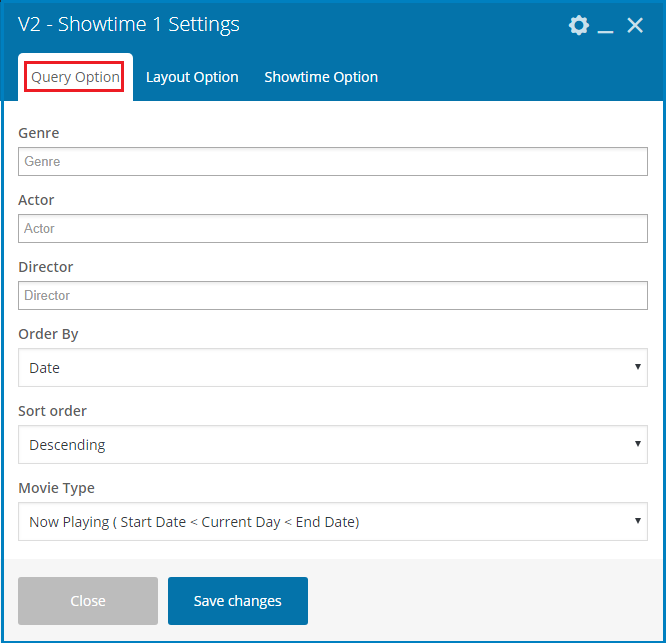 V2 - Showtime 1 Settings
Query Option Layout Option Showtime Option
Genre
Genre
Actor
Actor
Director
Director
Order By
Date
Sort order
Descending
Movie Type
Now Playing ( Start Date < Current Day < End Date)
Close Save changes